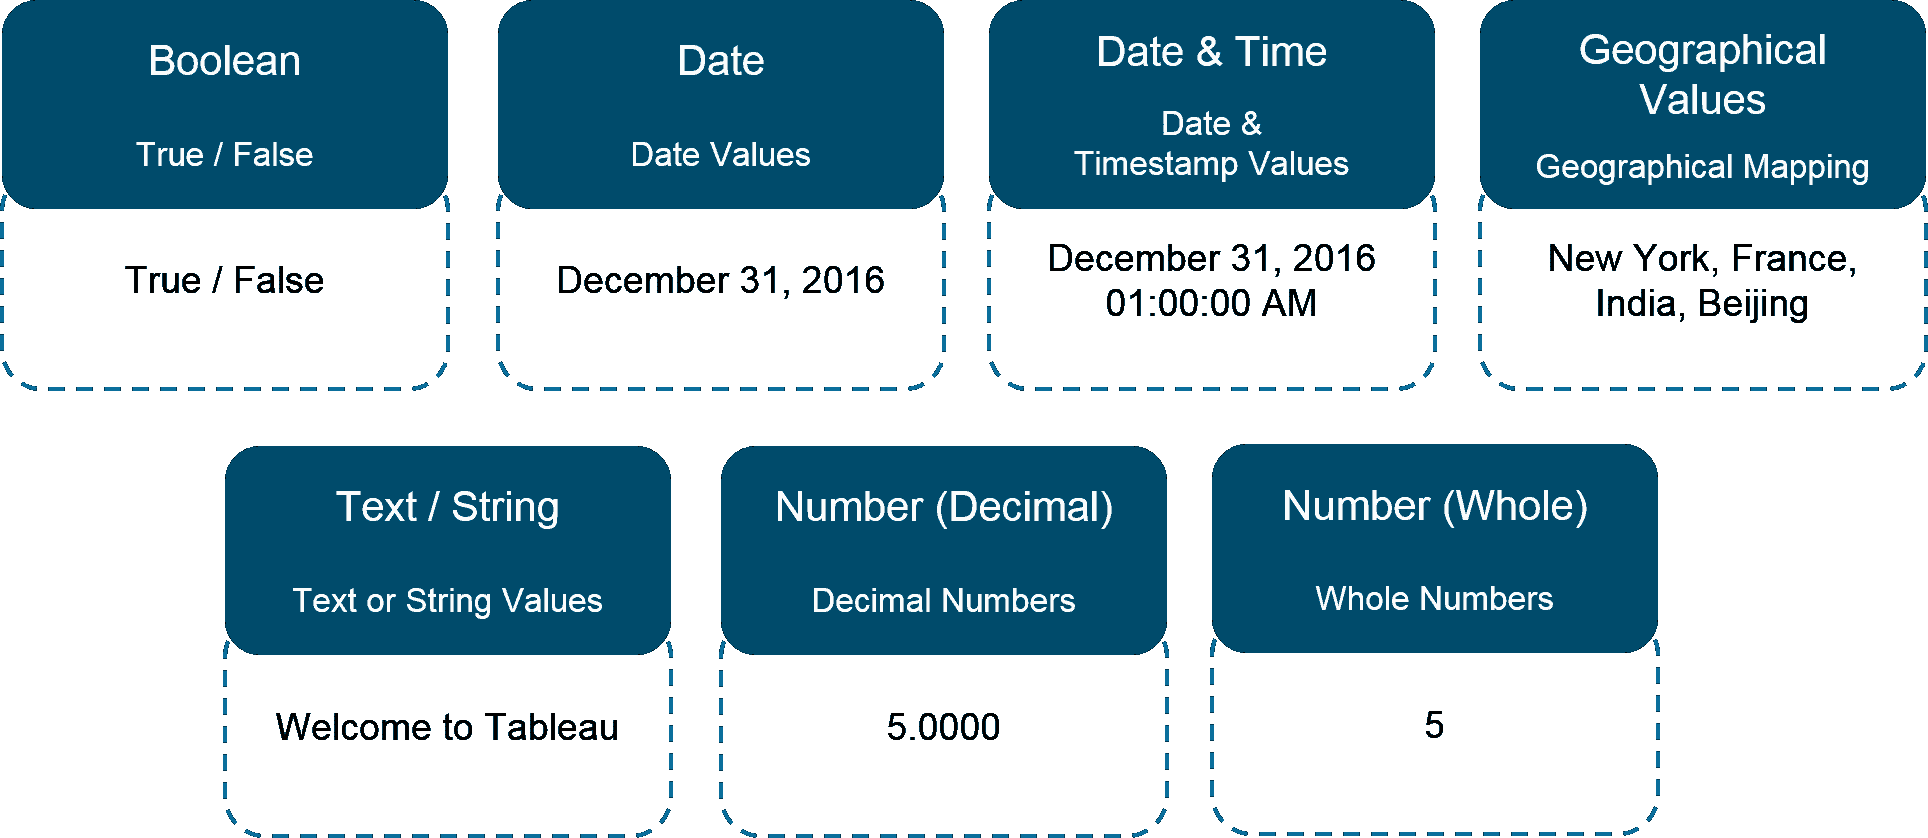 Boolean
True / False
True / False
Date
Date Values
December 31, 2016
Date & Time
Date &
Timestamp Values
December 31, 2016
01:00:00 AM
Geographical
Values
Geographical Mapping
New York, France,
India, Beijing
Text / String
Text or String Values
Welcome to Tableau
Number (Decimal)
Decimal Numbers
5.0000
Number (Whole)
Whole Numbers
5